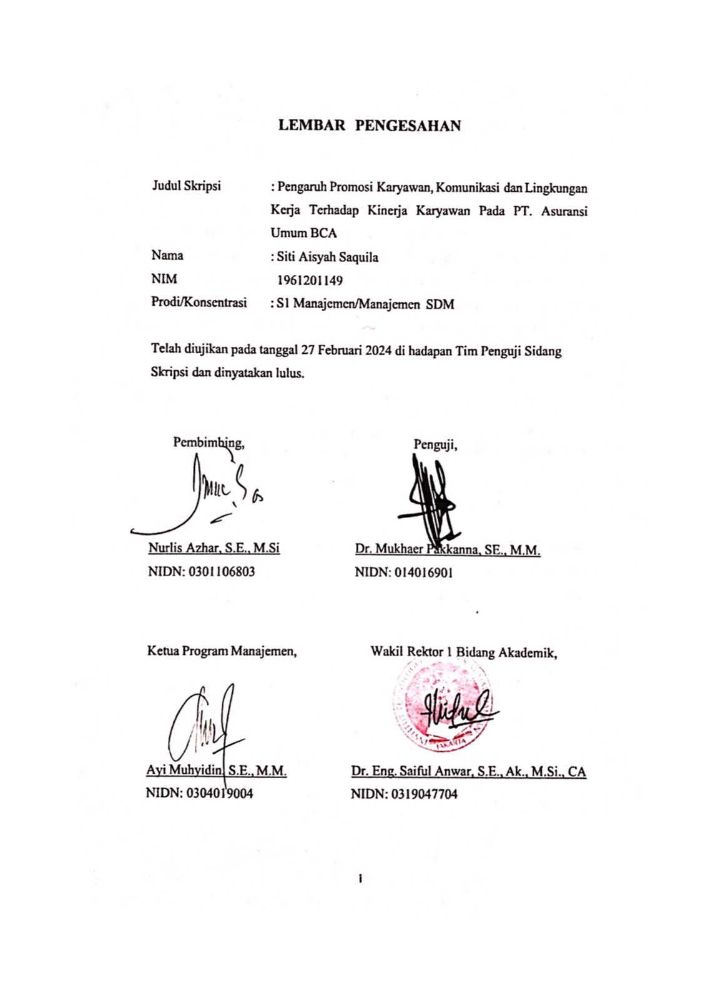 LEMBAR PENGESAHAN
Judul Skripsi : Pengaruh Promosi Karyawan, Komunikasi dan Lingkungan
Kerja Terhadap Kinerja Karyawan Pada PT. Asuransi
Umum BCA
Nama : Siti Aisyah Saquila
NIM 1961201149
Prodi/Konsentrasi : S1 Manajemen/Manajemen SDM
Telah diujikan pada tanggal 27 Februari 2024 di hadapan Tim Penguji Sidang
Skripsi dan dinyatakan lulus.
Pembimbing, Penguji,
Nurlis Azhar, S.E., M.Si Dr. Mukhaer Pakkanna, SE., M.M.
NIDN: 0301106803 NIDN: 014016901
Ketua Program Manajemen, Wakil Rektor 1 Bidang Akademik,
JAKARTA
Ayi Muhyidin, S.E., M.M. Dr. Eng. Saiful Anwar, S.E., Ak., M.Si., CA
NIDN: 0304019004 NIDN: 0319047704
i